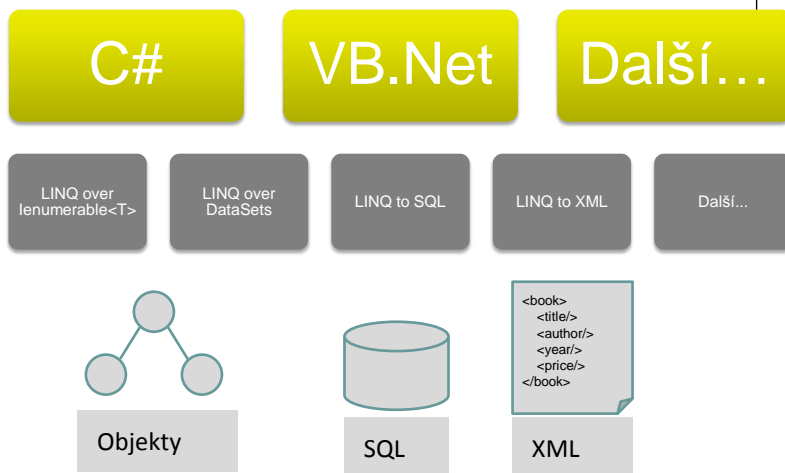 C#
VB.Net
Další...
LINQ over
Ienumerable<T>
LINQ over
DataSets
LINQ to SQL
LINQ to XML
Další...
<book>
<title/>
<author/>
<year/>
<price/>
</book>
Objekty
SQL
XML